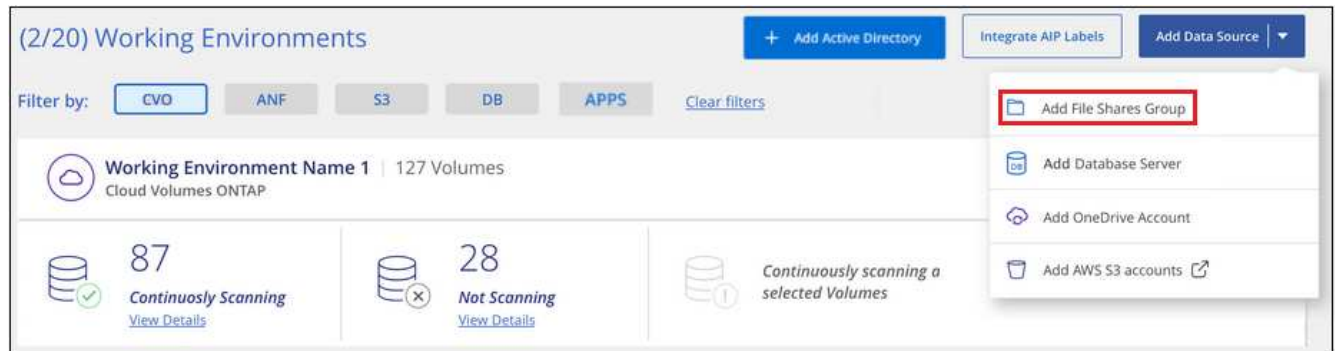 (2/20) Working Environments
+ Add Active Directory
Integrate AIP Labels
Add Data Source
Filter by:
CVO
ANF
S3
DB
APPS
Clear filters
Add File Shares Group
DB
Add Database Server
Add OneDrive Account
Add AWS S3 accounts
Working Environment Name 1 | 127 Volumes
Cloud Volumes ONTAP
87
Continuosly Scanning
View Details
28
Not Scanning
View Details
Continuously scanning a
selected Volumes